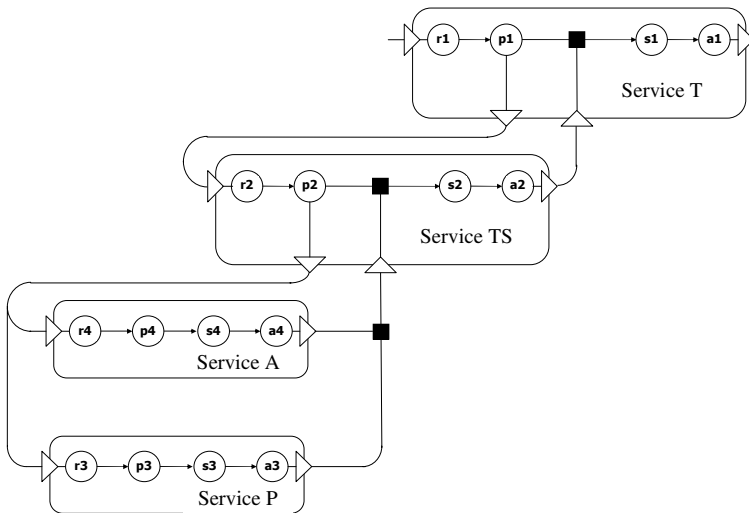 r1 p1 s1 a1
Service T
r2 p2 s2 a2
Service TS
r4 p4 s4 a4
Service A
r3 p3 s3 a3
Service P